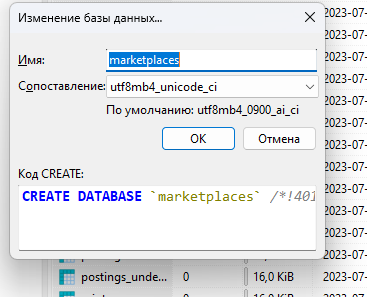 Изменение базы данных...
Имя:
marketplaces
Сопоставление:
utf8mb4_unicode_ci
По умолчанию: utf8mb4_0900_ai_ci
OK
Отмена
Код CREATE:
CREATE DATABASE `marketplaces` /*!401
2023-07-
2023-07-
2023-07-
2023-07-
2023-07-
2023-07-
2023-07-
2023-07-
2023-07-
2023-07-
2023-07-
2023-07-
postings_unde... 0 16,0 KiB 2023-07-
0 16,0 KiB 2023-07-